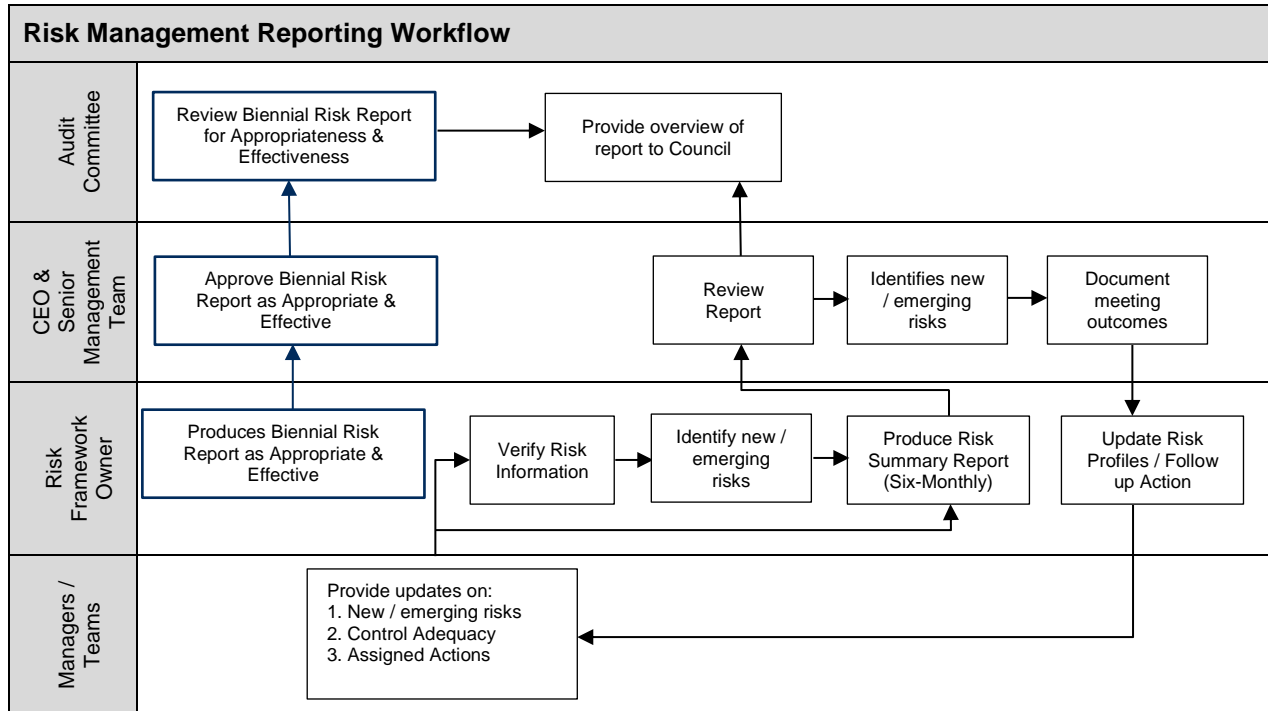 Risk Management Reporting Workflow
Audit
Committee
Review Biennial Risk Report
for Appropriateness &
Effectiveness
Provide overview of
report to Council
CEO &
Senior
Management
Team
Approve Biennial Risk
Report as Appropriate &
Effective
Review
Report
Identifies new
/ emerging
risks
Document
meeting
outcomes
Risk
Framework
Owner
Produces Biennial Risk
Report as Appropriate &
Effective
Verify Risk
Information
Identify new /
emerging
risks
Produce Risk
Summary Report
(Six-Monthly)
Update Risk
Profiles / Follow
up Action
Managers /
Teams
Provide updates on:
1. New / emerging risks
2. Control Adequacy
3. Assigned Actions